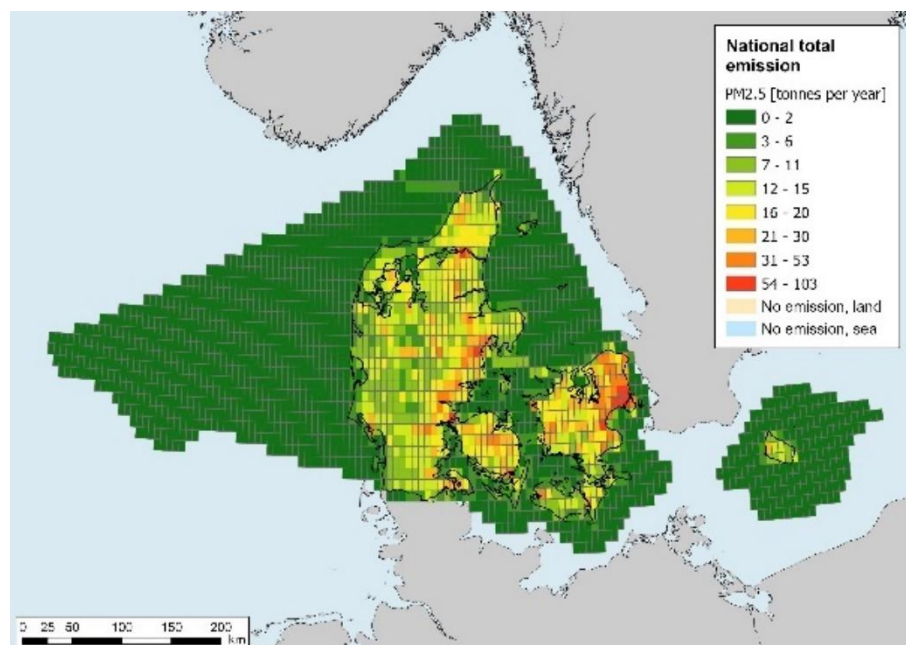 National total
emission
PM2.5 [tonnes per year]
0 - 2
3 - 6
7 - 11
12 - 15
16 - 20
21 - 30
31 - 53
54 - 103
No emission, land
No emission, sea
0 25 50 100 150 200
km